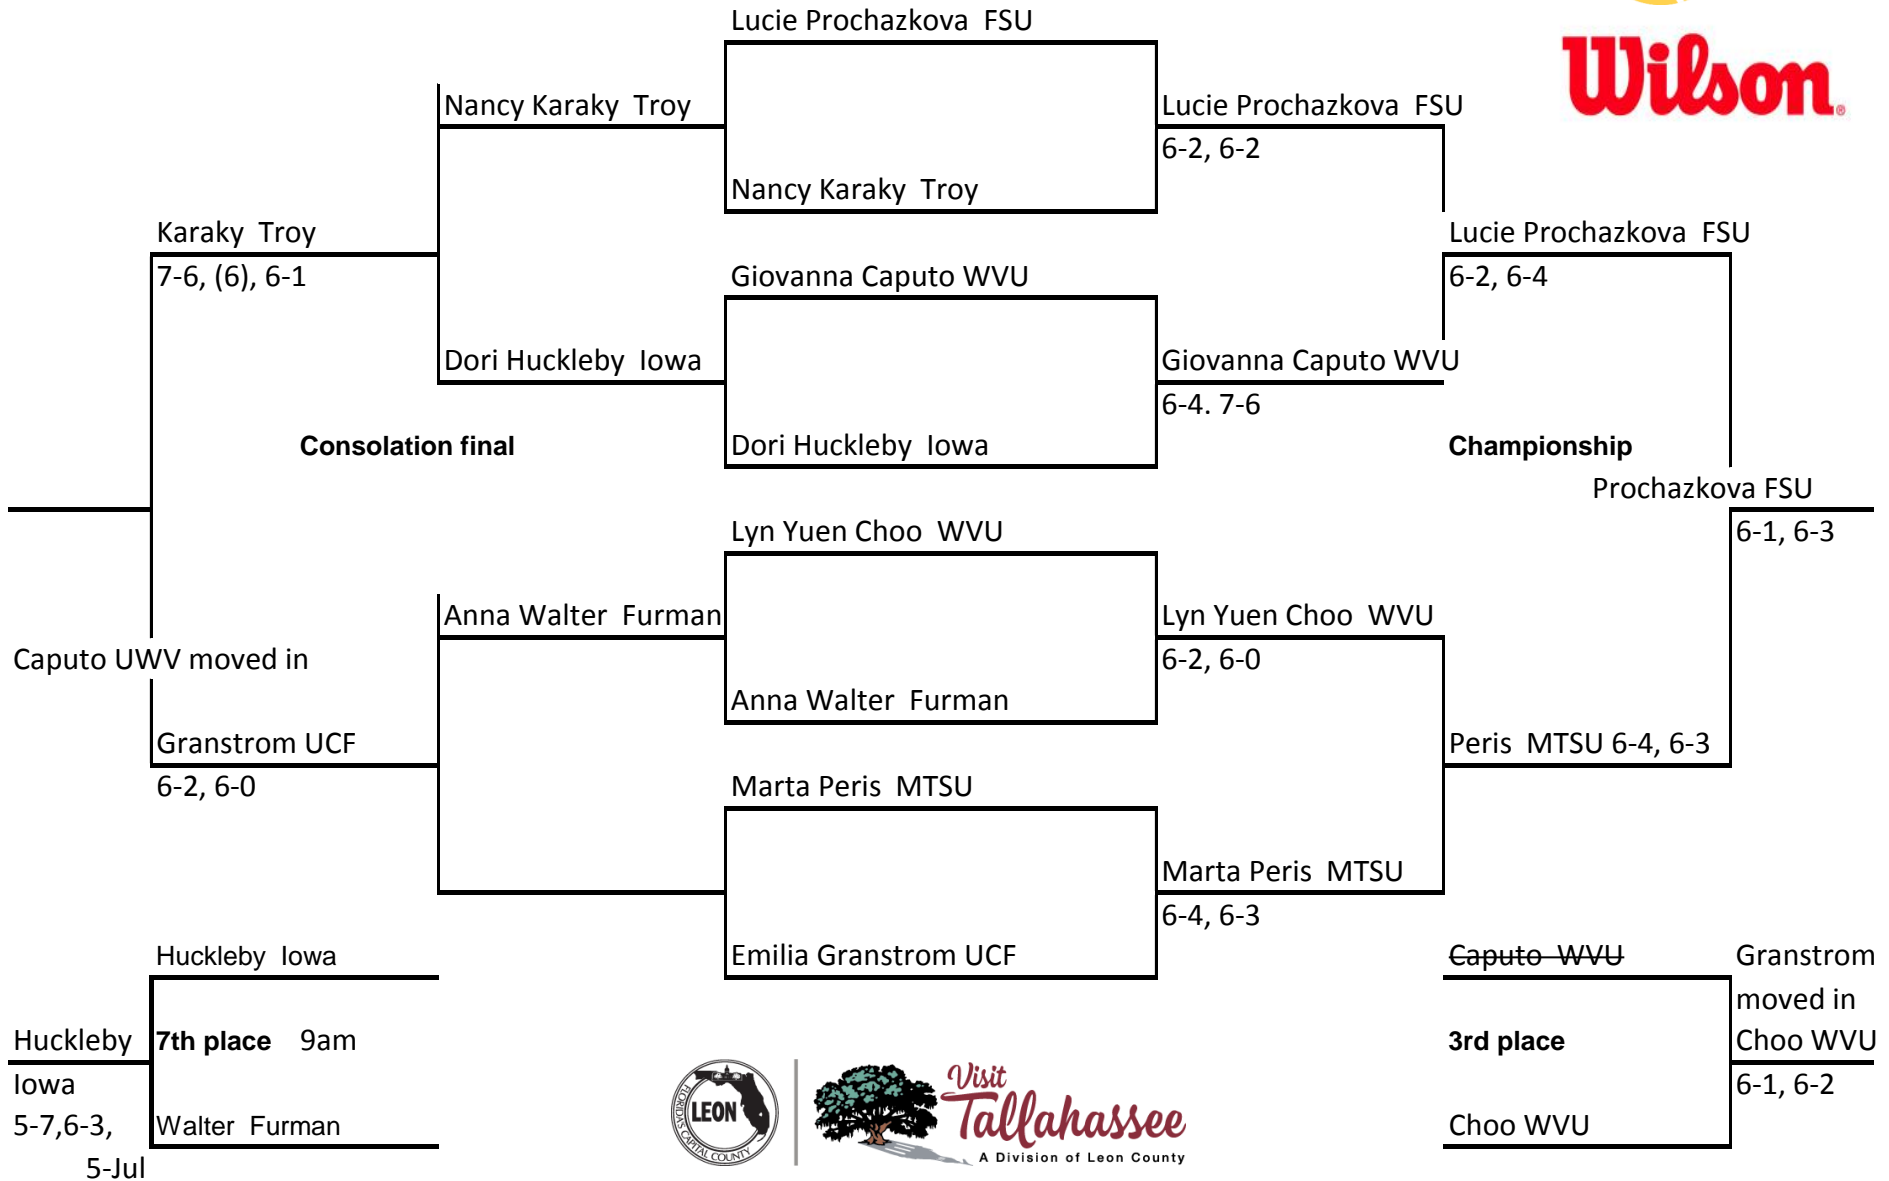 Lucie Prochazkova  FSU
Wilson®
Nancy Karaky  Troy
Lucie Prochazkova  FSU
6-2, 6-2
Nancy Karaky  Troy
Karaky  Troy
Lucie Prochazkova  FSU
7-6, (6), 6-1
Giovanna Caputo WVU
6-2, 6-4
Dori Huckleby  Iowa
Giovanna Caputo WVU
6-4. 7-6
Consolation final
Dori Huckleby  Iowa
Championship
Prochazkova FSU
Lyn Yuen Choo  WVU
6-1, 6-3
Anna Walter  Furman
Lyn Yuen Choo  WVU
Caputo UWV moved in
6-2, 6-0
Anna Walter  Furman
Granstrom UCF
Peris  MTSU 6-4, 6-3
6-2, 6-0
Marta Peris  MTSU
Marta Peris  MTSU
6-4, 6-3
Huckleby  Iowa
Emilia Granstrom UCF
Caputo  WVU
Granstrom
moved in
Huckleby
7th place    9am
3rd place
Choo WVU
Iowa
6-1, 6-2
5-7,6-3,
Walter  Furman
Choo WVU
5-Jul
FLORIDA'S CAPITAL COUNTY
LEON
Visit
Tallahassee
A Division of Leon County